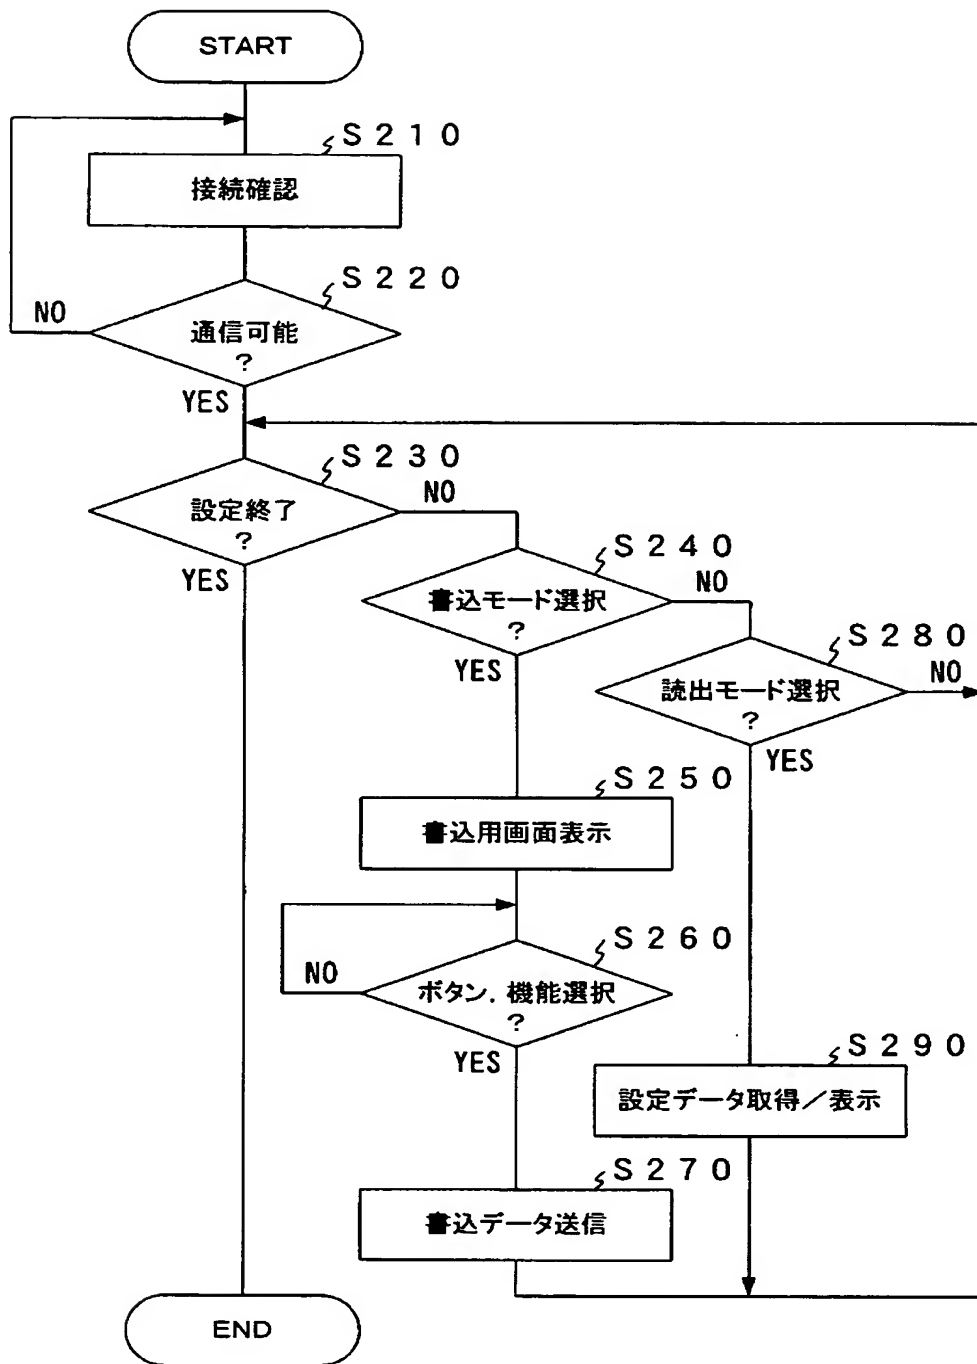 START
S210
接続確認
S220
NO
通信可能
?
YES
S230
NO
設定終了
?
YES
S240
NO
書込モード選択
?
YES
S280
NO
読出モード選択
?
YES
S250
書込用画面表示
S260
NO
ボタン.機能選択
?
YES
S290
設定データ取得/表示
S270
書込データ送信
END